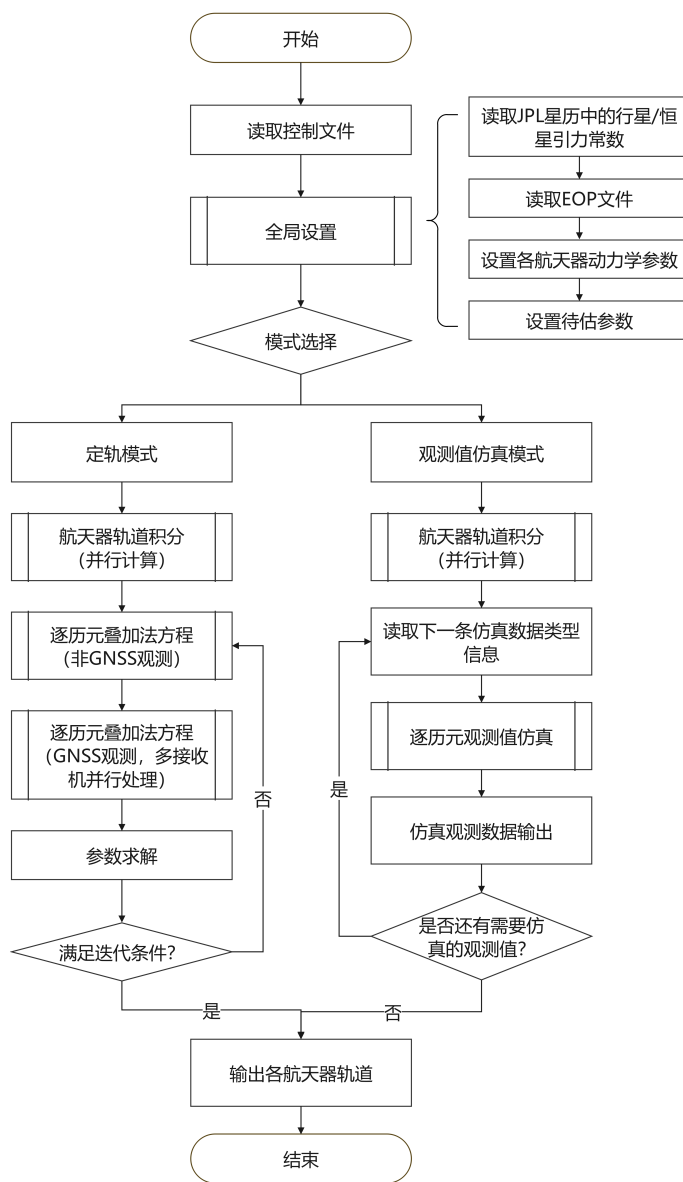 开始
读取控制文件
全局设置
读取JPL星历中的行星/恒
星引力常数
读取EOP文件
设置各航天器动力学参数
设置待估参数
模式选择
定轨模式
航天器轨道积分
（并行计算）
逐历元叠加法方程
（非GNSS观测）
逐历元叠加法方程
（GNSS观测，多接收
机并行处理）
参数求解
满足迭代条件？
否
是
观测值仿真模式
航天器轨道积分
（并行计算）
读取下一条仿真数据类型
信息
逐历元观测值仿真
仿真观测数据输出
是否还有需要仿
真的观测值？
是
否
输出各航天器轨道
结束